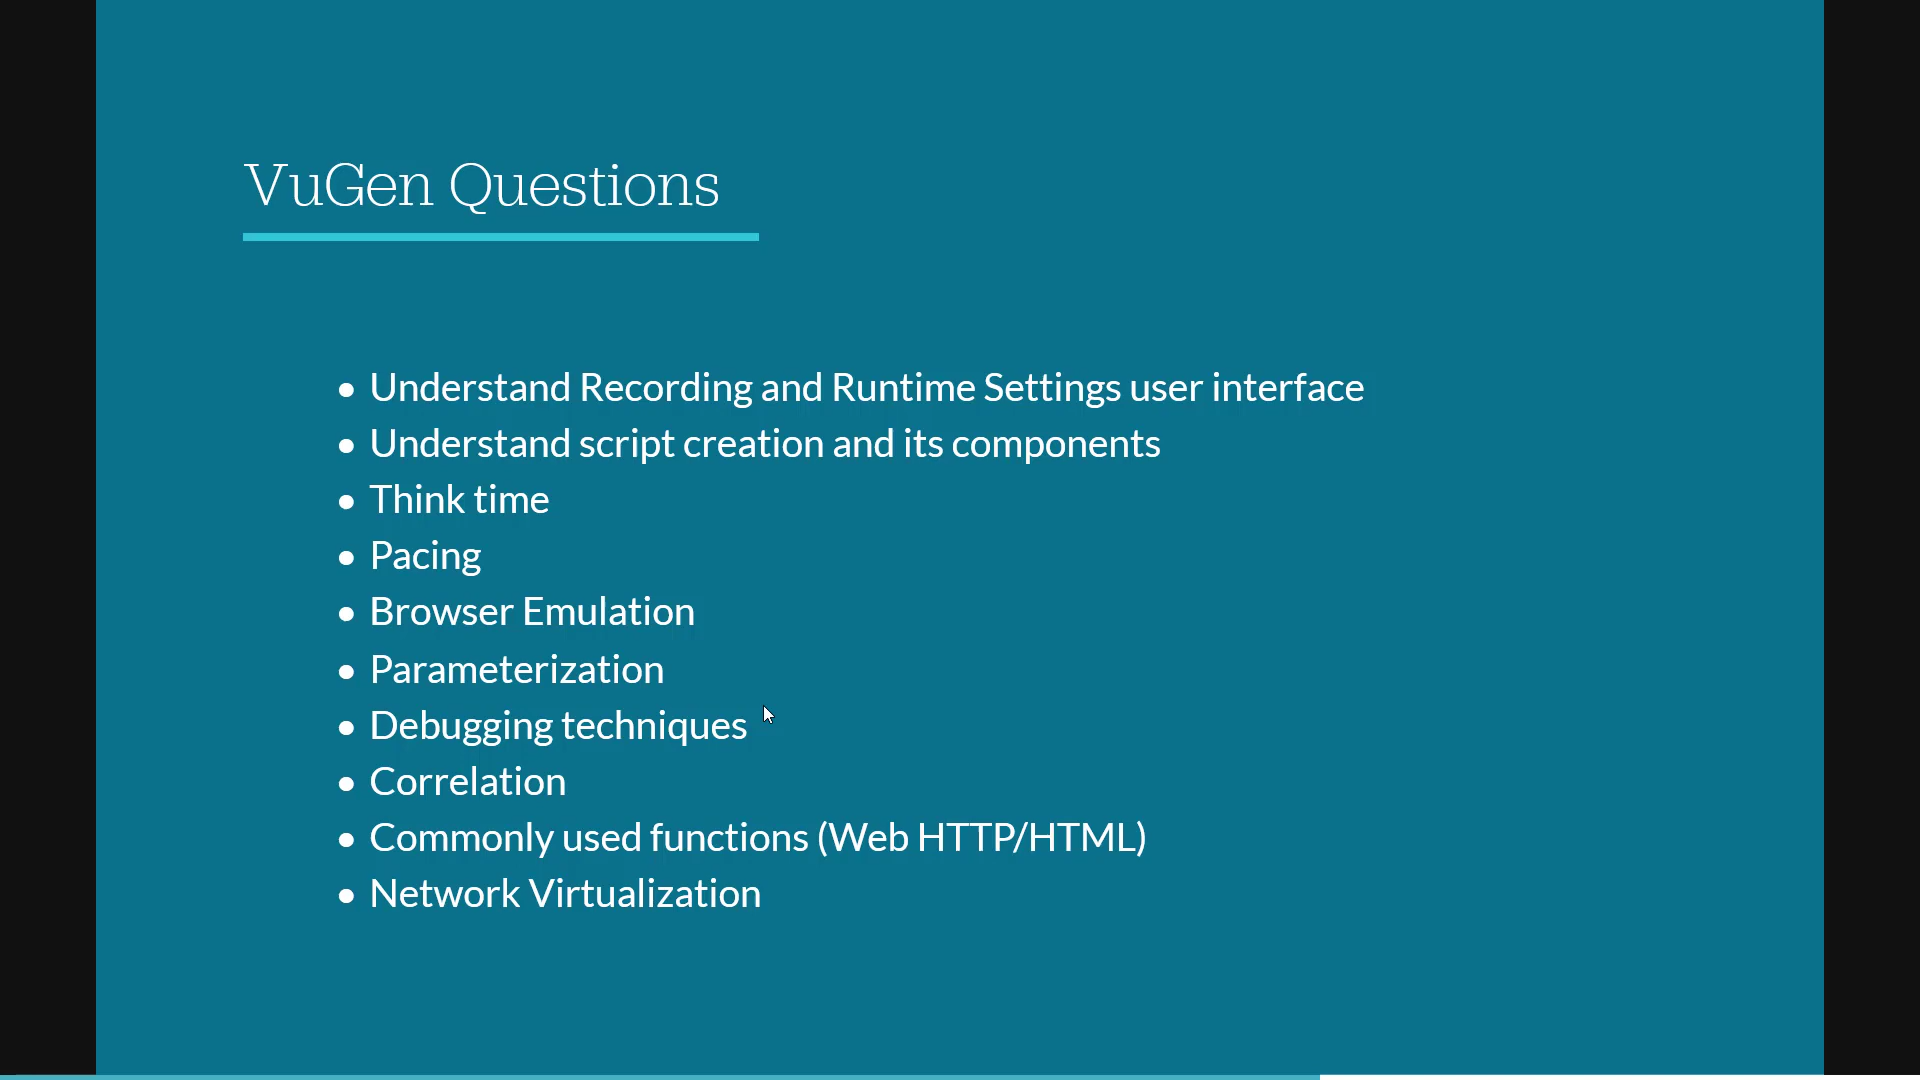 VuGen Questions
• Understand Recording and Runtime Settings user interface
• Understand script creation and its components
• Think time
• Pacing
• Browser Emulation
• Parameterization
• Debugging techniques
• Correlation
• Commonly used functions (Web HTTP/HTML)
• Network Virtualization